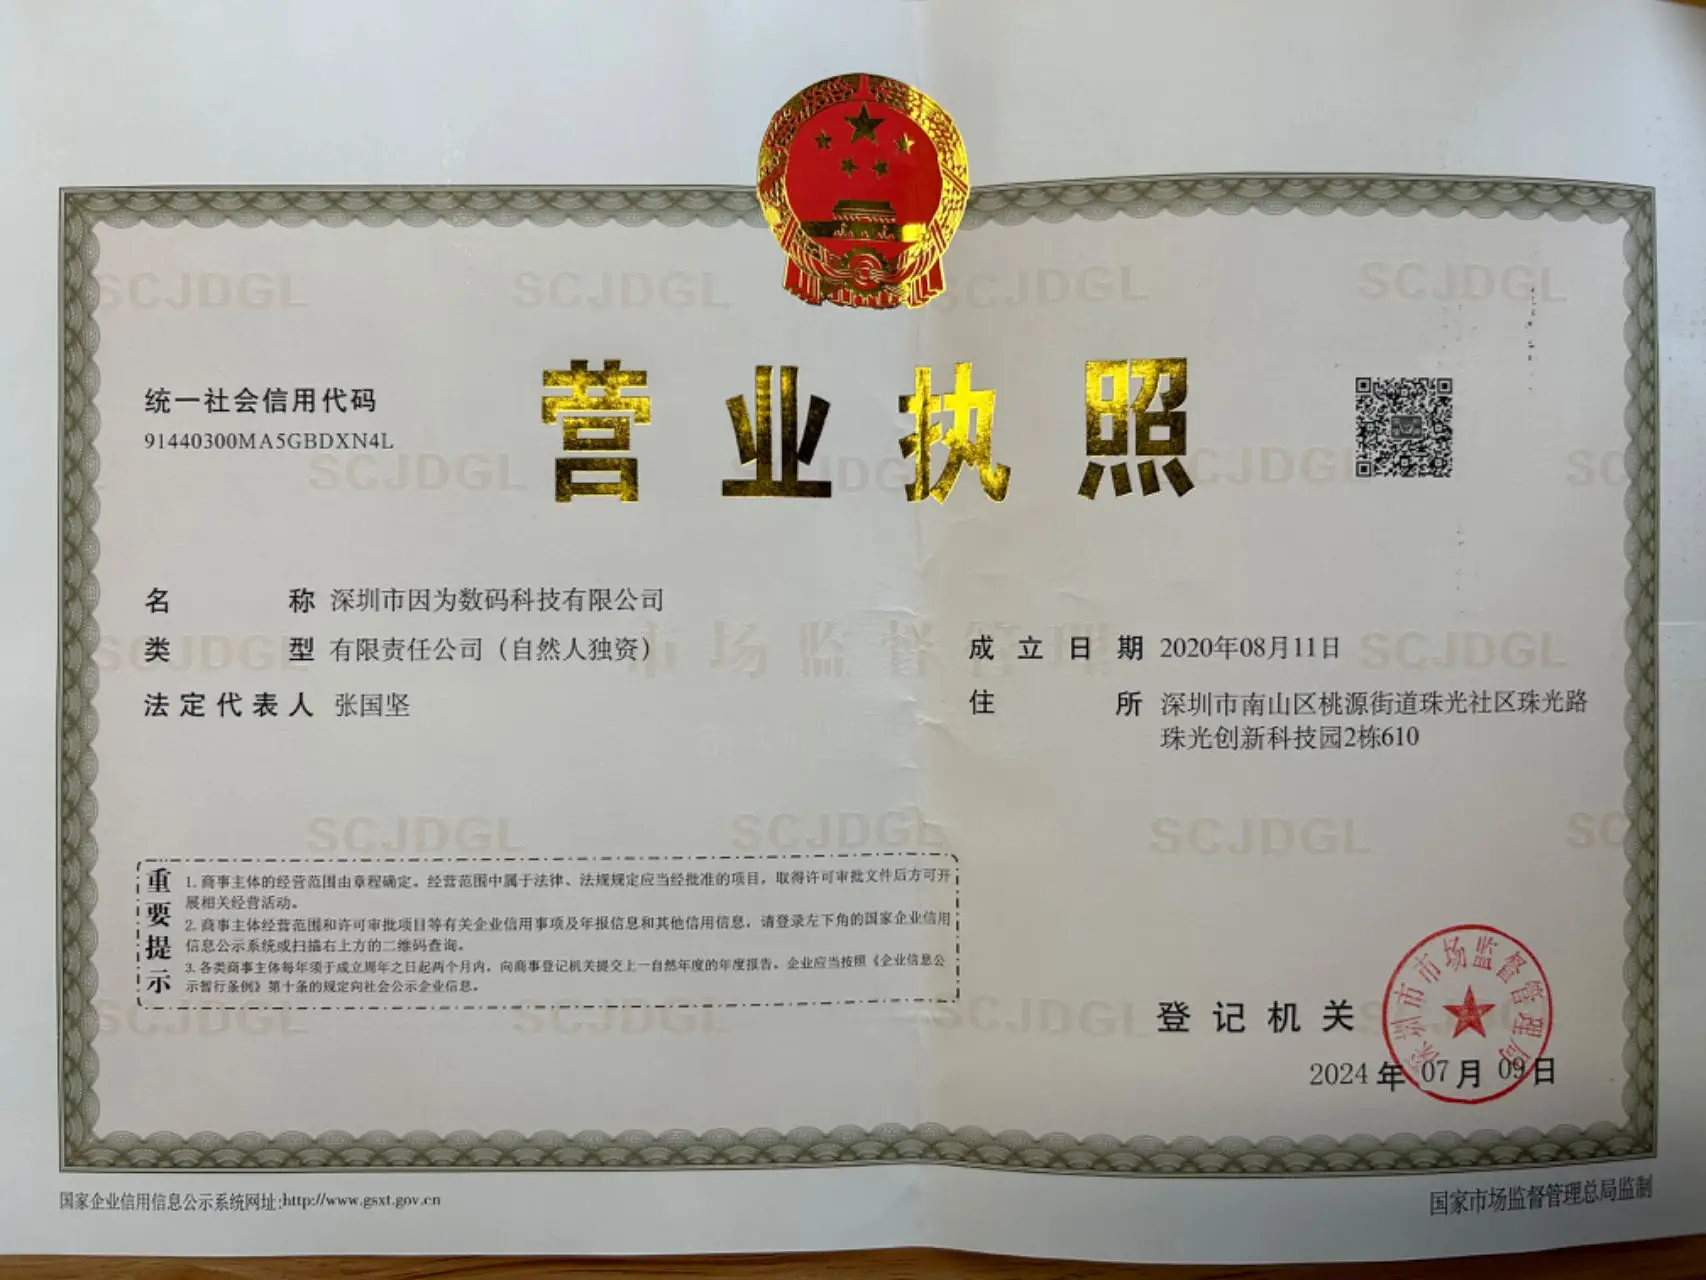 营业执照
统一社会信用代码
91440300MA5GBDXN4L
名称 深圳市因为数码科技有限公司
类型 有限责任公司（自然人独资）
法定代表人 张国坚
成立日期 2020年08月11日
住所 深圳市南山区桃源街道珠光社区珠光路
珠光创新科技园2栋610
重要提示
1. 商事主体的经营范围由章程确定。经营范围中属于法律、法规规定应当经批准的项目，取得许可审批文件后方可开
展相关经营活动。
2. 商事主体经营范围和许可审批项目等有关企业信用事项及年报信息和其他信用信息，请登录左下角的国家企业信用
信息公示系统或扫描右上方的二维码查询。
3. 各类商事主体每年须于成立周年之日起两个月内，向商事登记机关提交上一自然年度的年度报告。企业应当按照《企业信息公
示暂行条例》第十条的规定向社会公示企业信息。
登记机关
深圳市市场监督管理局
2024年07月09日
国家企业信用信息公示系统网址:http://www.gsxt.gov.cn
国家市场监督管理总局监制
SCJDGL
市场监督管理